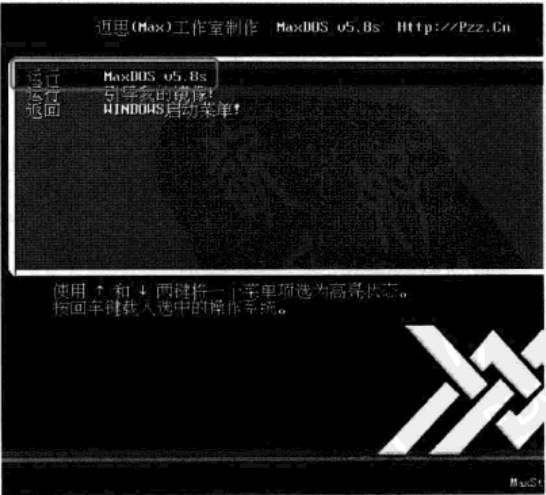 迈思(Max)工作室制作 MaxDOS v5.8s Http://Pzz.Cn
运行 MaxDOS v5.8s
运行 引导我的镜像!
返回 WINDOWS启动菜单!
使用 ↑ 和 ↓ 两键将一个菜单项选为高亮状态。
按回车键载入选中的操作系统。
MaxSt